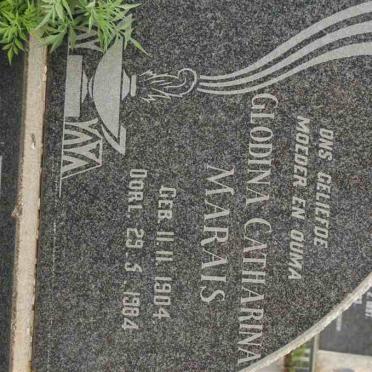 ONS GELIEFDE
MOEDER EN OUMA
GLODINA CATHARINA
MARAIS
GEB. 11. 11. 1904
OORL. 29. 3. 1984